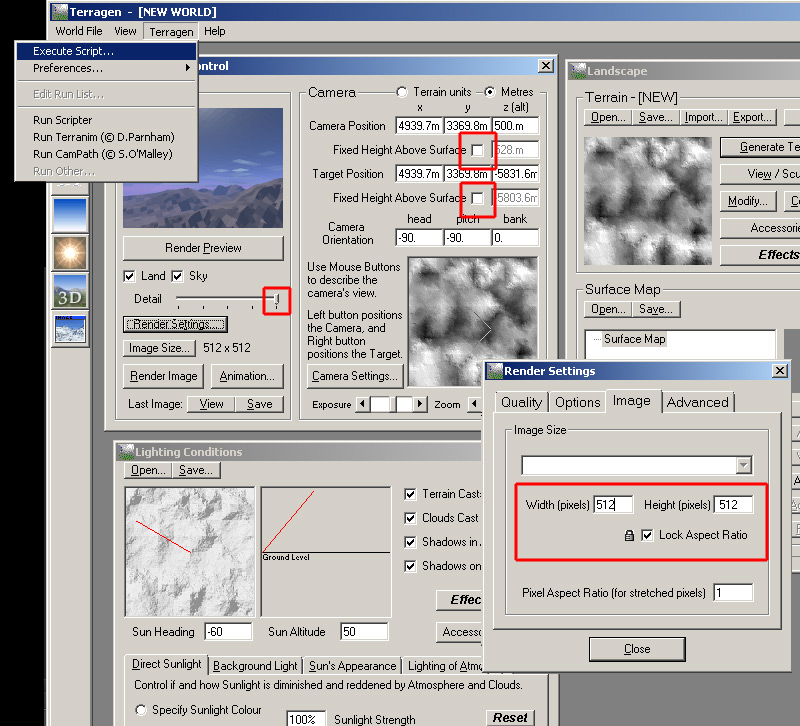 Terragen - [NEW WORLD]
World File View Terragen Help
Execute Script...
Preferences...
Edit Run List...
Run Scripter
Run Terranim (© D.Parnham)
Run CamPath (© S.O'Malley)
Run Other...
ontrol
Render Preview
Land Sky
Detail
Render Settings...
Image Size... 512 x 512
Render Image Animation...
Last Image: View Save
Camera Terrain units Metres
x y z (alt)
Camera Position 4939.7m 3369.8m 500.m
Fixed Height Above Surface 528.m
Target Position 4939.7m 3369.8m -5831.6m
Fixed Height Above Surface -5803.6m
head pitch bank
Camera Orientation -90. -90. 0.
Use Mouse Buttons
to describe the
camera's view.
Left button positions
the Camera, and
Right button
positions the Target.
Camera Settings...
Exposure Zoom
Landscape
Terrain - [NEW]
Open... Save... Import... Export...
Generate Te
View / Scu
Modify...
Accessorie
Effects
Surface Map
Open... Save...
Surface Map
3D
IMAGE
Lighting Conditions
Open... Save...
Ground Level
Terrain Casts
Clouds Cast
Shadows in
Shadows on
Effec
Access
Sun Heading -60 Sun Altitude 50
Direct Sunlight Background Light Sun's Appearance Lighting of Atmo
Control if and how Sunlight is diminished and reddened by Atmosphere and Clouds.
Specify Sunlight Colour
100% Sunlight Strength
Reset
Render Settings
Quality Options Image Advanced
Image Size
Width (pixels) 512 Height (pixels) 512
Lock Aspect Ratio
Pixel Aspect Ratio (for stretched pixels) 1
Close